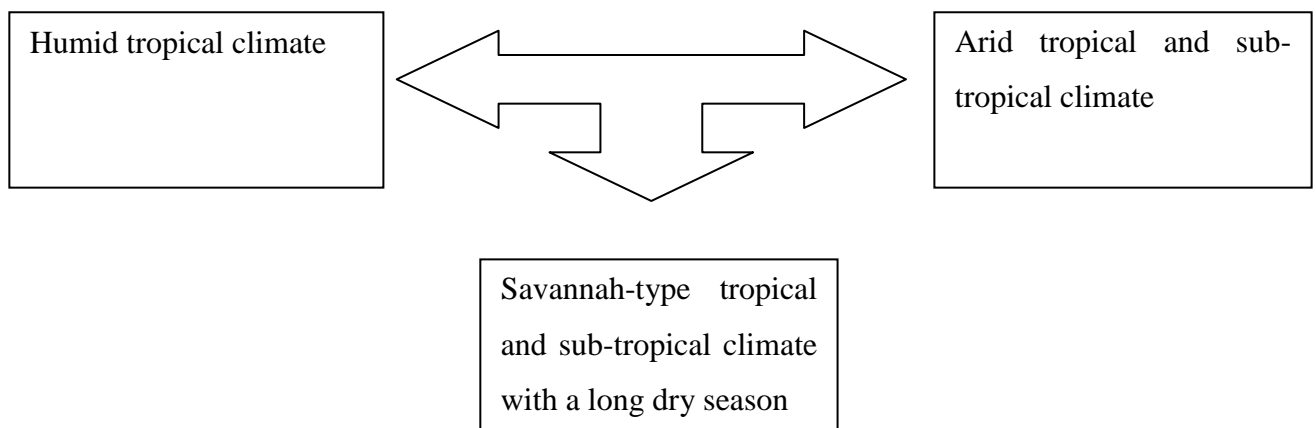 Humid tropical climate
Arid tropical and sub-
tropical climate
Savannah-type tropical
and sub-tropical climate
with a long dry season